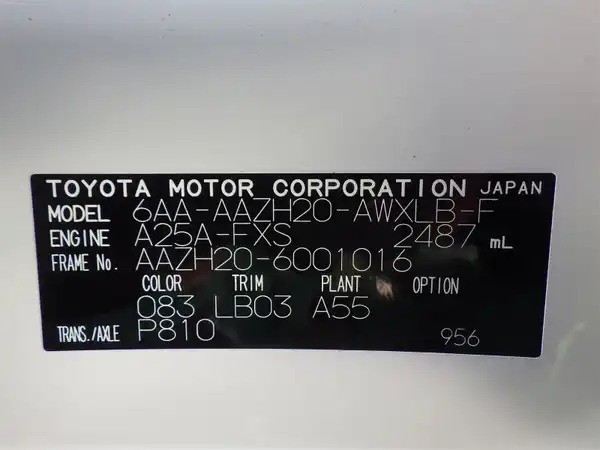 TOYOTA MOTOR CORPORATION JAPAN
MODEL 6AA-AAZH20-AWXLB-F
ENGINE A25A-FXS 2487 mL
FRAME No. AAZH20-6001016
COLOR TRIM PLANT OPTION
083 LB03 A55
TRANS./AXLE P810 956